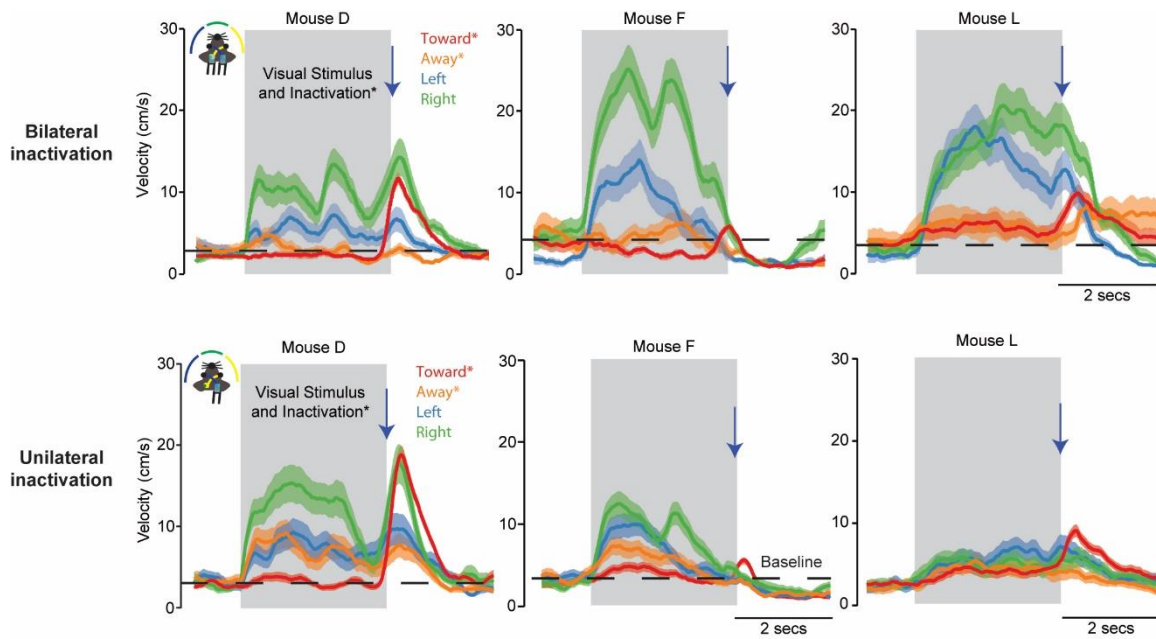 Mouse D
Mouse F
Mouse L
Bilateral
inactivation
Velocity (cm/s)
30
20
10
0
Visual Stimulus
and Inactivation*
Toward*
Away*
Left
Right
30
20
10
0
30
20
10
0
2 secs
Mouse D
Mouse F
Mouse L
Unilateral
inactivation
Velocity (cm/s)
30
20
10
0
Visual Stimulus
and Inactivation*
Toward*
Away*
Left
Right
30
20
10
0
Baseline
2 secs
30
20
10
0
2 secs